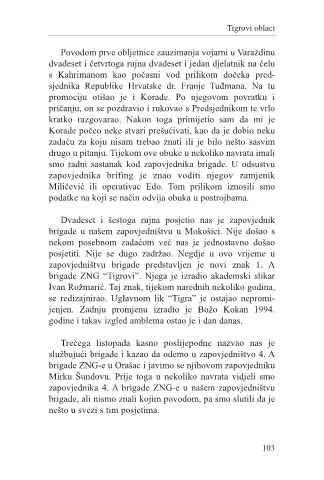 Tigrovi oblaci
Povodom prve obljetnice zauzimanja vojarni u Varaždinu
dvadeset i četvrtoga rujna dvadeset i jedan djelatnik na čelu
s Kahrimanom kao počasni vod prilikom dočeka pred-
sjednika Republike Hrvatske dr. Franje Tuđmana. Na tu
promociju otišao je i Korade. Po njegovom povratku i
pričanju, on se pozdravio i rukovao s Predsjednikom te vrlo
kratko razgovarao. Nakon toga primijetio sam da mi je
Korade počeo neke stvari prešućivati, kao da je dobio neku
zadaću za koju nisam trebao znati ili je bilo nešto sasvim
drugo u pitanju. Tijekom ove obuke u nekoliko navrata imali
smo radni sastanak kod zapovjednika brigade. U odsustvu
zapovjednika brifing je znao voditi njegov zamjenik
Miličević ili operativac Edo. Tom prilikom iznosili smo
podatke na koji se način odvija obuka u postrojbama.
Dvadeset i šestoga rujna posjetio nas je zapovjednik
brigade u našem zapovjedništvu u Mokošici. Nije došao s
nekom posebnom zadaćom već nas je jednostavno došao
posjetiti. Nije se dugo zadržao. Negdje u ovo vrijeme u
zapovjedništvu brigade predstavljen je novi znak 1. A
brigade ZNG “Tigrovi”. Njega je izradio akademski slikar
Ivan Rožmarić. Taj znak, tijekom narednih nekoliko godina,
se redizajnirao. Uglavnom lik “Tigra” je ostajao nepromi-
jenjen. Zadnju promjenu izradio je Božo Kokan 1994.
godine i takav izgled amblema ostao je i dan danas.
Trećega listopada kasno poslijepodne nazvao nas je
služhujući brigade i kazao da odemo u zapovjedništvo 4. A
brigade ZNG-e u Orašac i javimo se njihovom zapovjedniku
Mirku Šundovu. Prije toga u nekoliko navrata vidjeli smo
zapovjednika 4. A brigade ZNG-e u našem zapovjedništvu
brigade, ali nismo znali kojim povodom, pa smo slutili da je
nešto u svezi s tim posjetima.
103